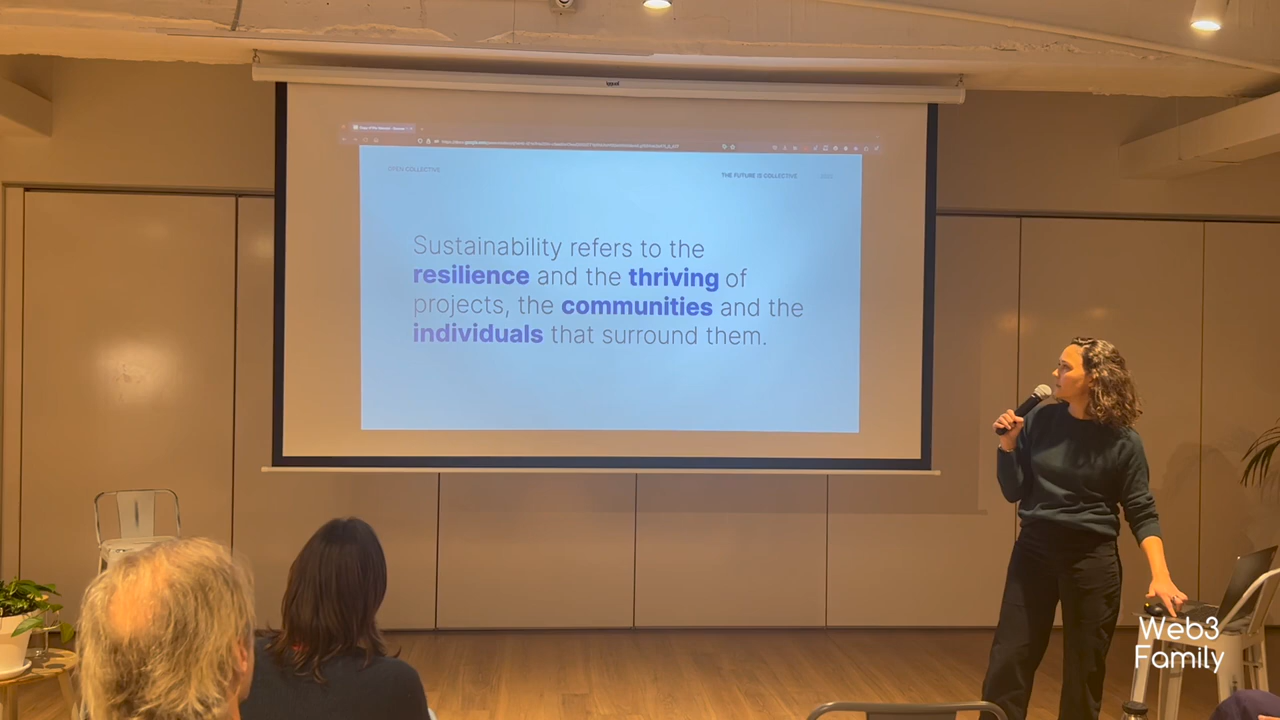 OPEN COLLECTIVE
THE FUTURE IS COLLECTIVE
Sustainability refers to the
resilience and the thriving of
projects, the communities and the
individuals that surround them.
Web3
Family